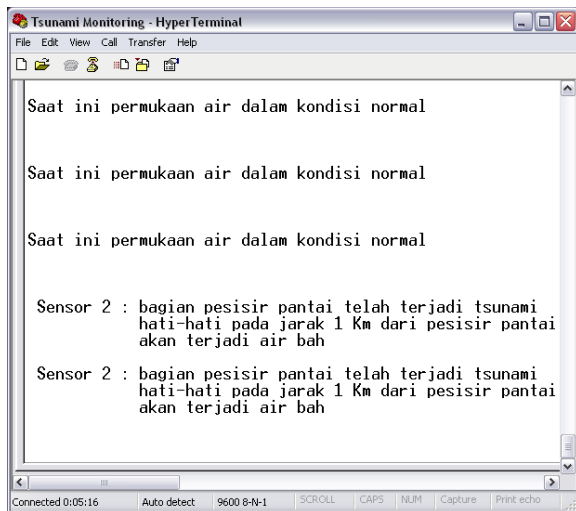 Tsunami Monitoring - HyperTerminal
File Edit View Call Transfer Help
Saat ini permukaan air dalam kondisi normal
Saat ini permukaan air dalam kondisi normal
Saat ini permukaan air dalam kondisi normal
Sensor 2 : bagian pesisir pantai telah terjadi tsunami
hati-hati pada jarak 1 Km dari pesisir pantai
akan terjadi air bah
Sensor 2 : bagian pesisir pantai telah terjadi tsunami
hati-hati pada jarak 1 Km dari pesisir pantai
akan terjadi air bah
Connected 0:05:16 Auto detect 9600 8-N-1 SCROLL CAPS NUM Capture Print echo